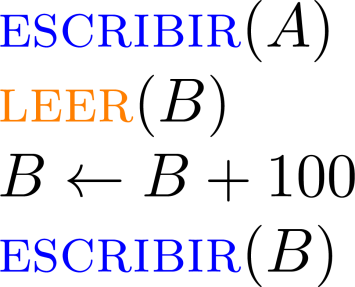 ESCRIBIR(A)
LEER(B)
B ← B + 100
ESCRIBIR(B)